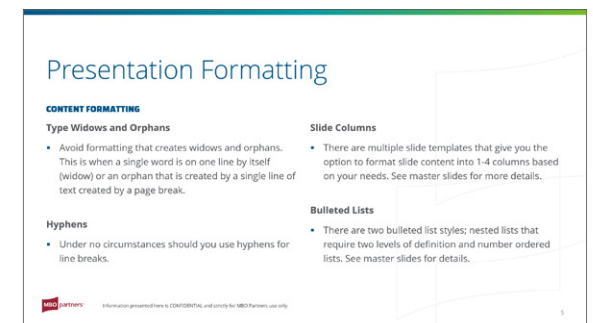 Presentation Formatting
CONTENT FORMATTING
Type Widows and Orphans
▪ Avoid formatting that creates widows and orphans.
This is when a single word is on one line by itself
(widow) or an orphan that is created by a single line of
text created by a page break.
Hyphens
▪ Under no circumstances should you use hyphens for
line breaks.
Slide Columns
▪ There are multiple slide templates that give you the
option to format slide content into 1-4 columns based
on your needs. See master slides for more details.
Bulleted Lists
▪ There are two bulleted list styles; nested lists that
require two levels of definition and number ordered
lists. See master slides for details.
MBO partners
Information presented here is CONFIDENTIAL and strictly for MBO Partners use only.
5